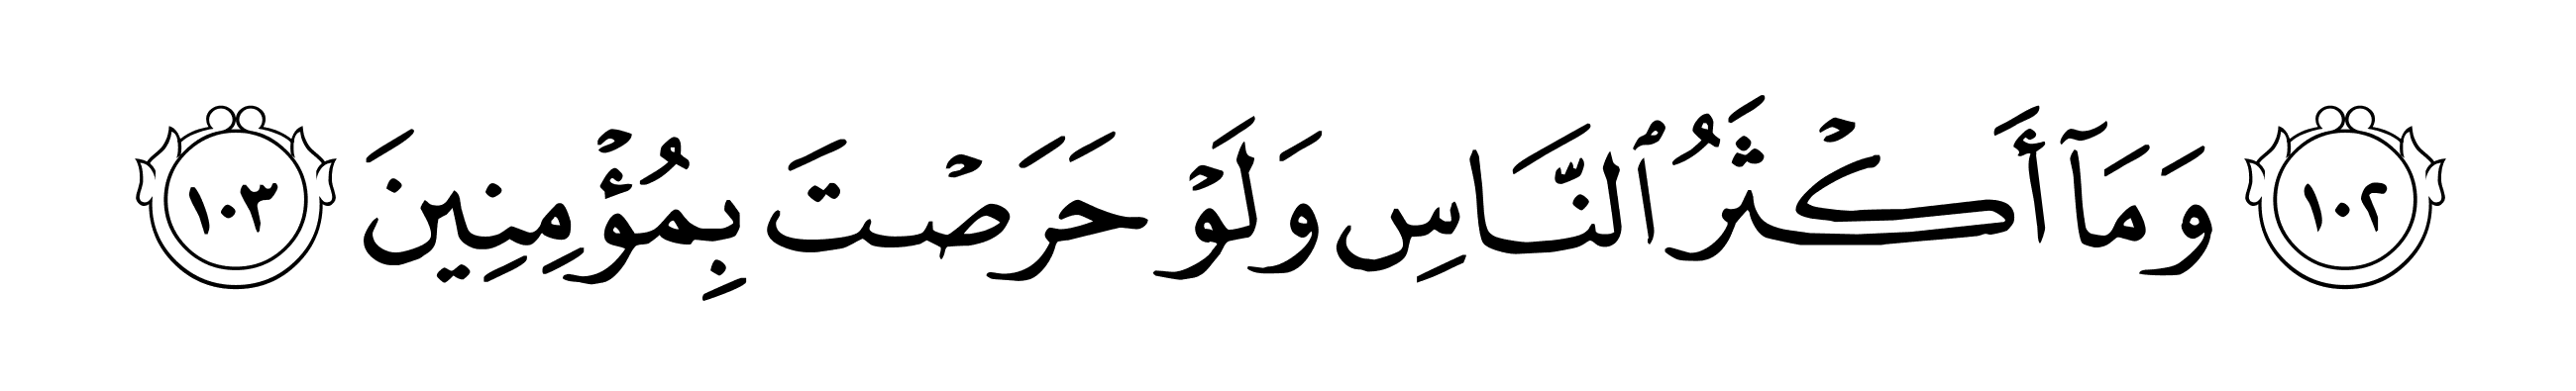 ١٠٢ وَمَآ أَكْثَرُ ٱلنَّاسِ وَلَوْ حَرَصْتَ بِمُؤْمِنِينَ ١٠٣